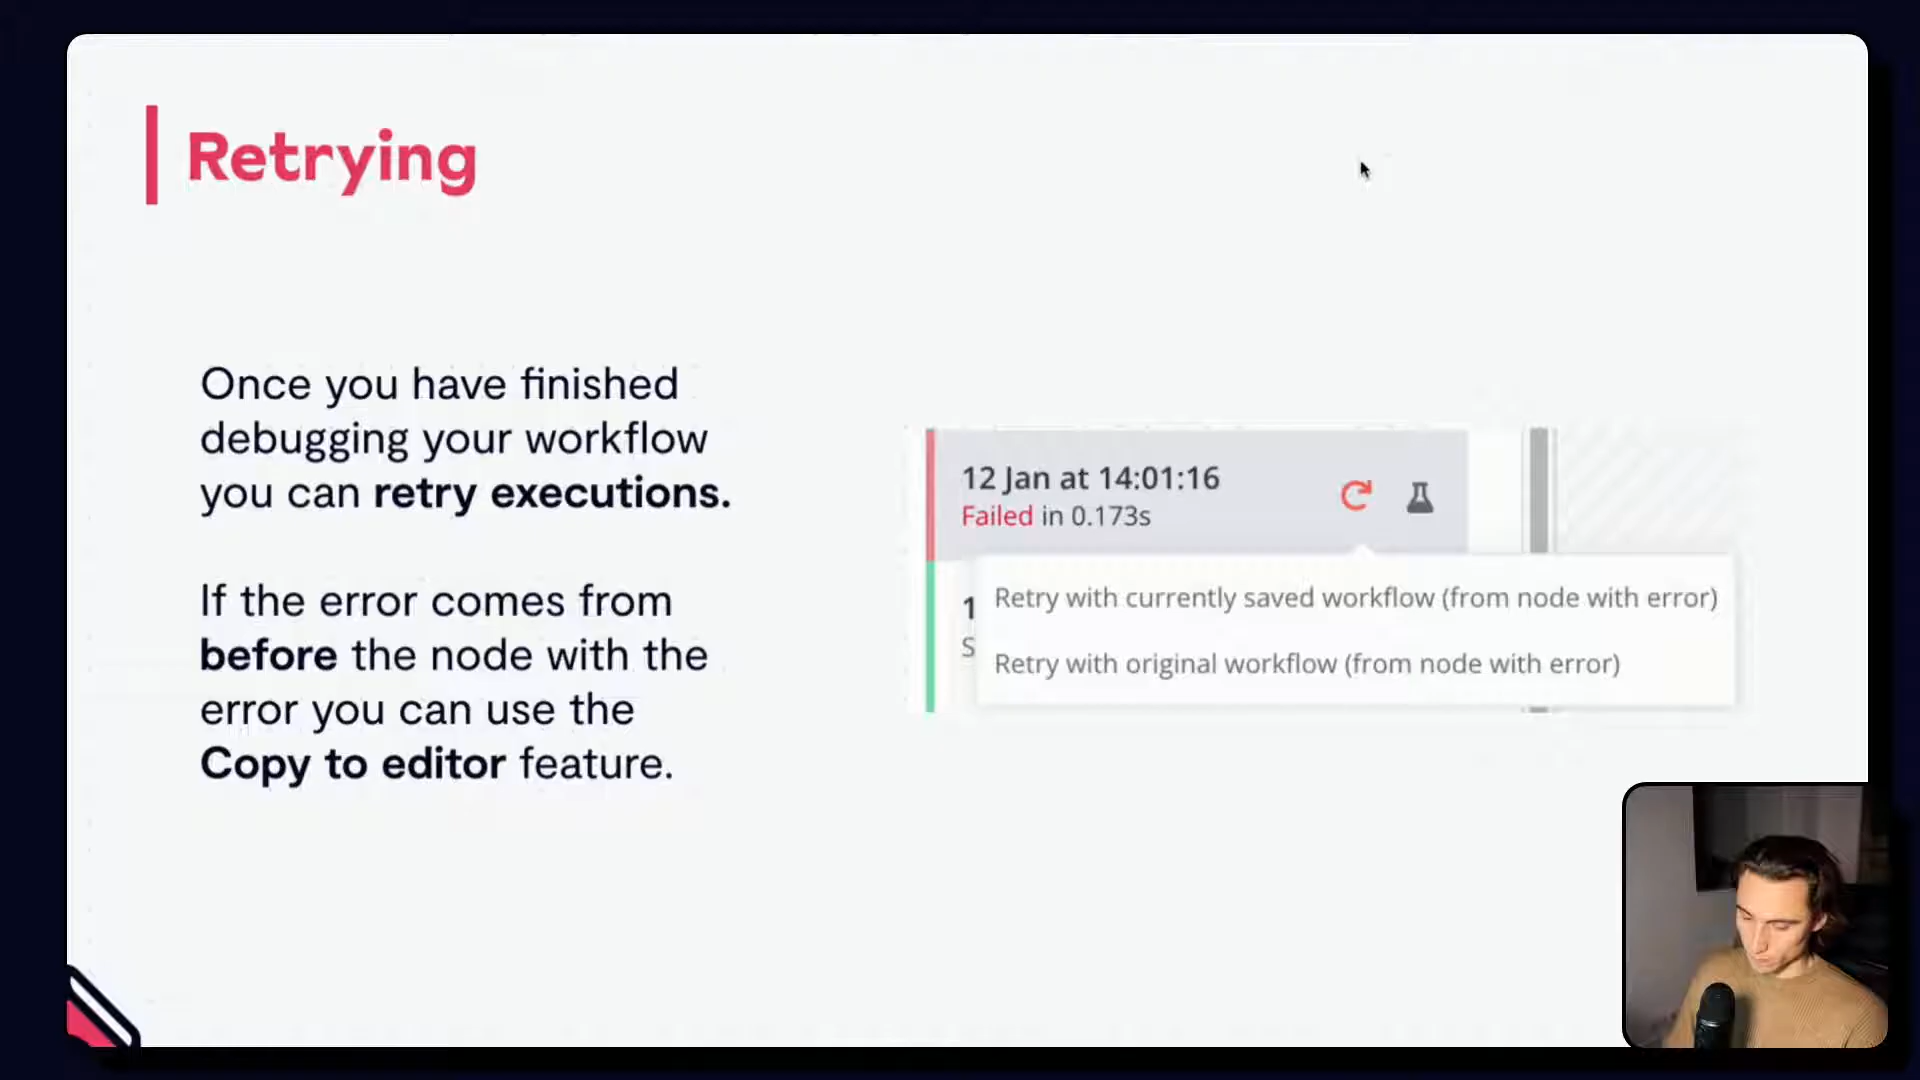 Retrying
Once you have finished
debugging your workflow
you can retry executions.
If the error comes from
before the node with the
error you can use the
Copy to editor feature.
12 Jan at 14:01:16
Failed in 0.173s
Retry with currently saved workflow (from node with error)
Retry with original workflow (from node with error)